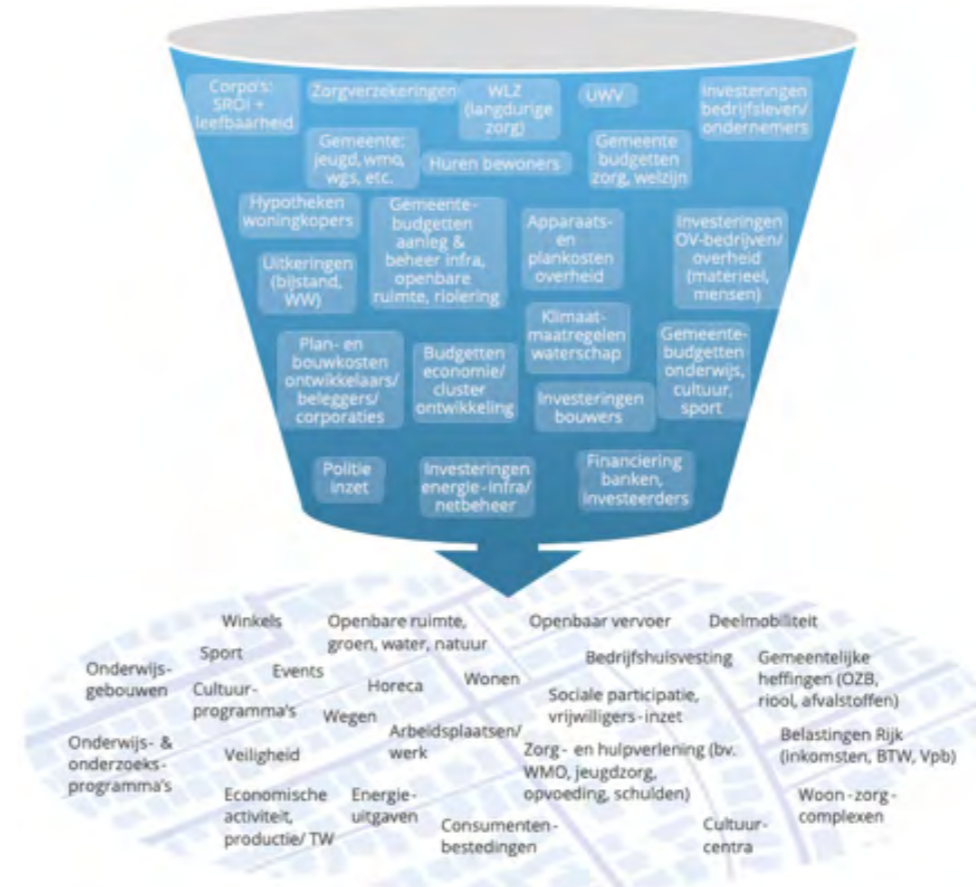 Corpo's:
SROI +
leefbaarheid
Zorgverzekeringen
WLZ
(langdurige
zorg)
UWV
Investeringen
bedrijfsleven/
ondernemers
Gemeente:
jeugd, wmo,
wgs, etc.
Huren bewoners
Gemeente
budgetten
zorg, welzijn
Hypotheken
woningkopers
Gemeente-
budgetten
aanleg &
beheer infra,
openbare
ruimte, riolering
Apparaats-
en
plankosten
overheid
Investeringen
OV-bedrijven/
overheid
(materieel,
mensen)
Uitkeringen
(bijstand,
WW)
Klimaat-
maatregelen
waterschap
Gemeente-
budgetten
onderwijs,
cultuur,
sport
Plan- en
bouwkosten
ontwikkelaars/
beleggers/
corporaties
Budgetten
economie/
cluster
ontwikkeling
Investeringen
bouwers
Politie
inzet
Investeringen
energie-infra/
netbeheer
Financiering
banken,
investeerders
Winkels
Openbare ruimte,
groen, water, natuur
Openbaar vervoer
Deelmobiliteit
Onderwijs-
gebouwen
Sport
Events
Cultuur-
programma's
Horeca
Wonen
Bedrijfshuisvesting
Gemeentelijke
heffingen (OZB,
riool, afvalstoffen)
Wegen
Sociale participatie,
vrijwilligers-inzet
Onderwijs- &
onderzoeks-
programma's
Veiligheid
Arbeidsplaatsen/
werk
Zorg- en hulpverlening (bv.
WMO, jeugdzorg,
opvoeding, schulden)
Belastingen Rijk
(inkomsten, BTW, Vpb)
Economische
activiteit,
productie/ TW
Energie-
uitgaven
Consumenten-
bestedingen
Cultuur-
centra
Woon-zorg-
complexen